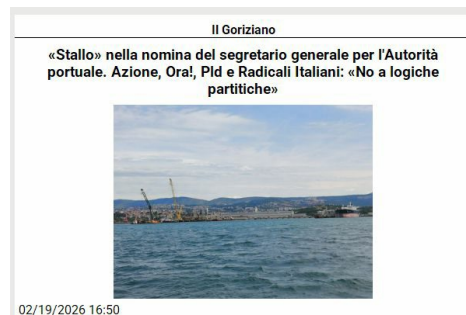 Il Goriziano
«Stallo» nella nomina del segretario generale per l'Autorità
portuale. Azione, Ora!, Pld e Radicali Italiani: «No a logiche
partitiche»
02/19/2026 16:50